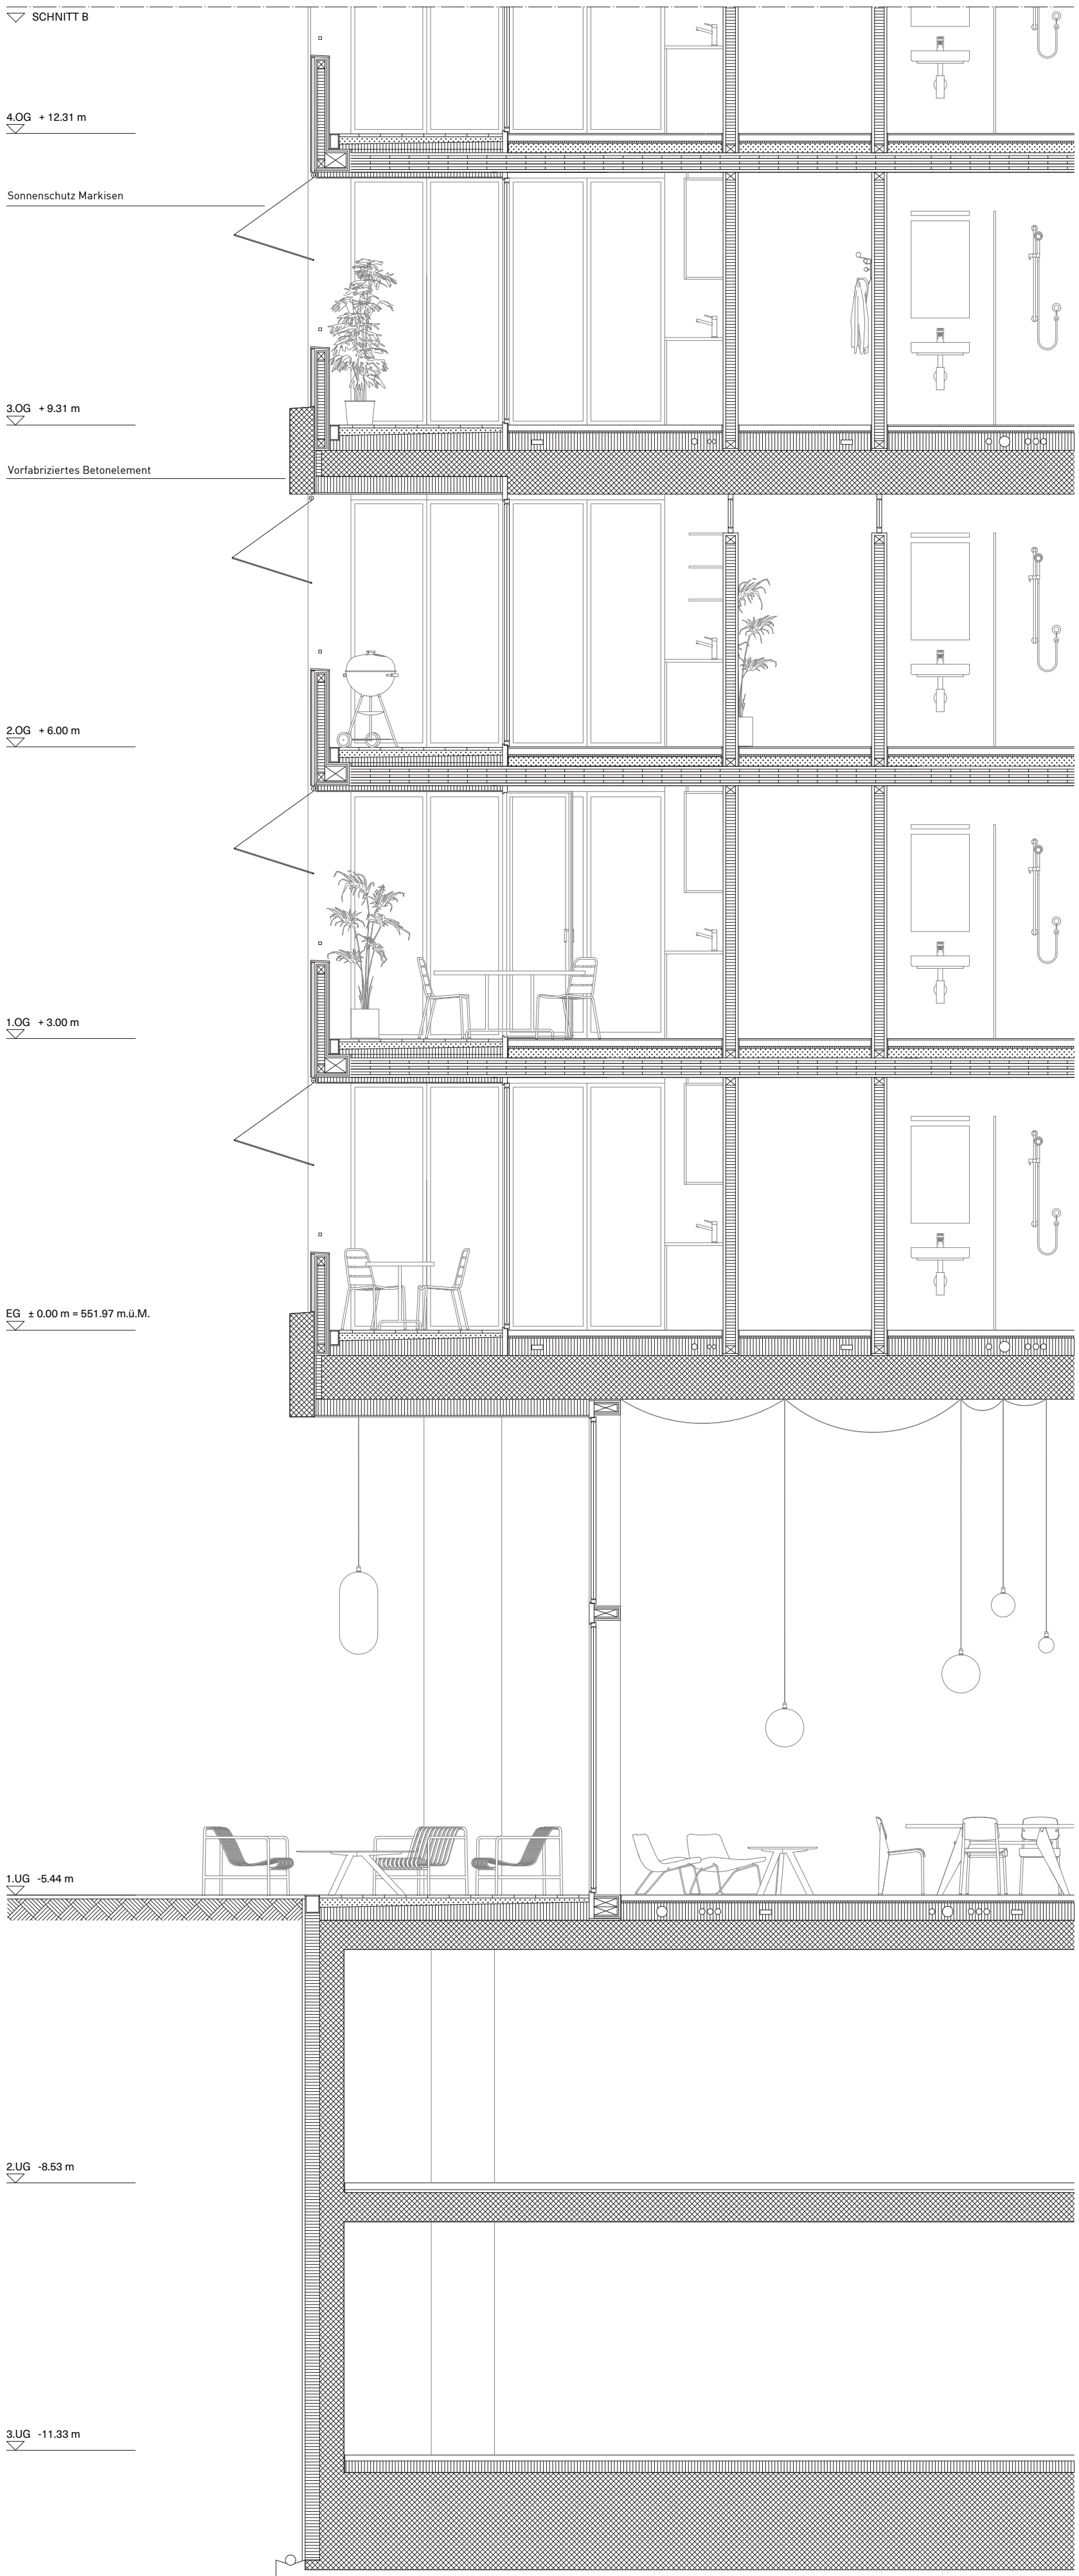 SCHNITT B
4.OG + 12.31 m
Sonnenschutz Markisen
3.OG + 9.31 m
Vorfabriziertes Betonelement
2.OG + 6.00 m
1.OG + 3.00 m
EG ± 0.00 m = 551.97 m.ü.M.
1.UG -5.44 m
2.UG -8.53 m
3.UG -11.33 m